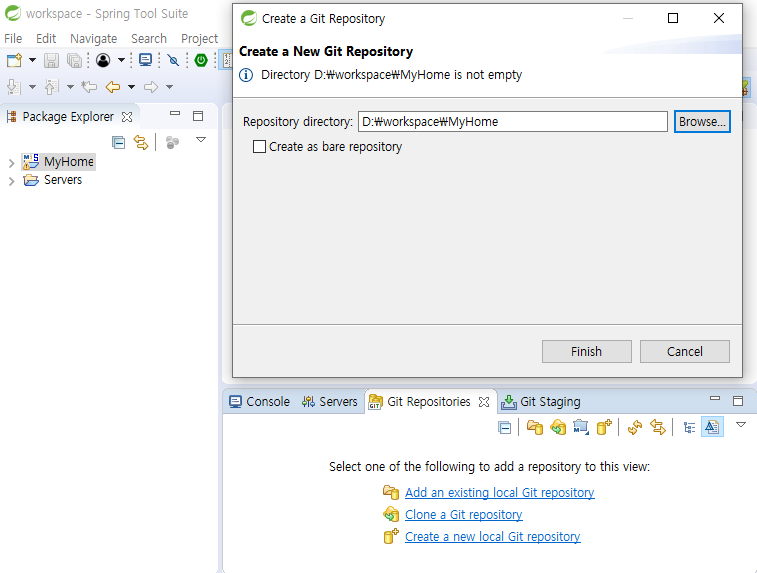 workspace - Spring Tool Suite
File Edit Navigate Search Project
Package Explorer
MyHome
Servers
Create a Git Repository
Create a New Git Repository
Directory D:₩workspace₩MyHome is not empty
Repository directory: D:₩workspace₩MyHome Browse...
Create as bare repository
Finish Cancel
Console Servers Git Repositories Git Staging
Select one of the following to add a repository to this view:
Add an existing local Git repository
Clone a Git repository
Create a new local Git repository